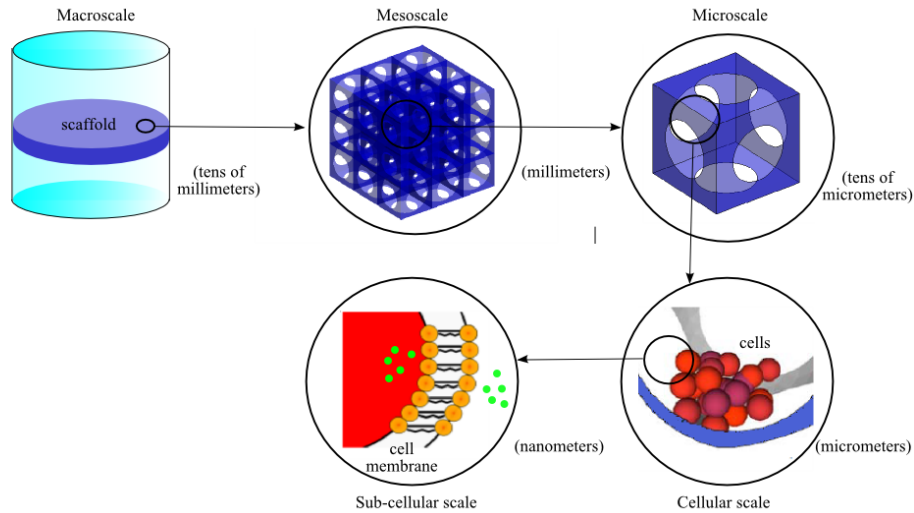 Macroscale
Mesoscale
Microscale
scaffold
(tens of
millimeters)
(millimeters)
(tens of
micrometers)
cells
cell
membrane
(nanometers)
(micrometers)
Sub-cellular scale
Cellular scale